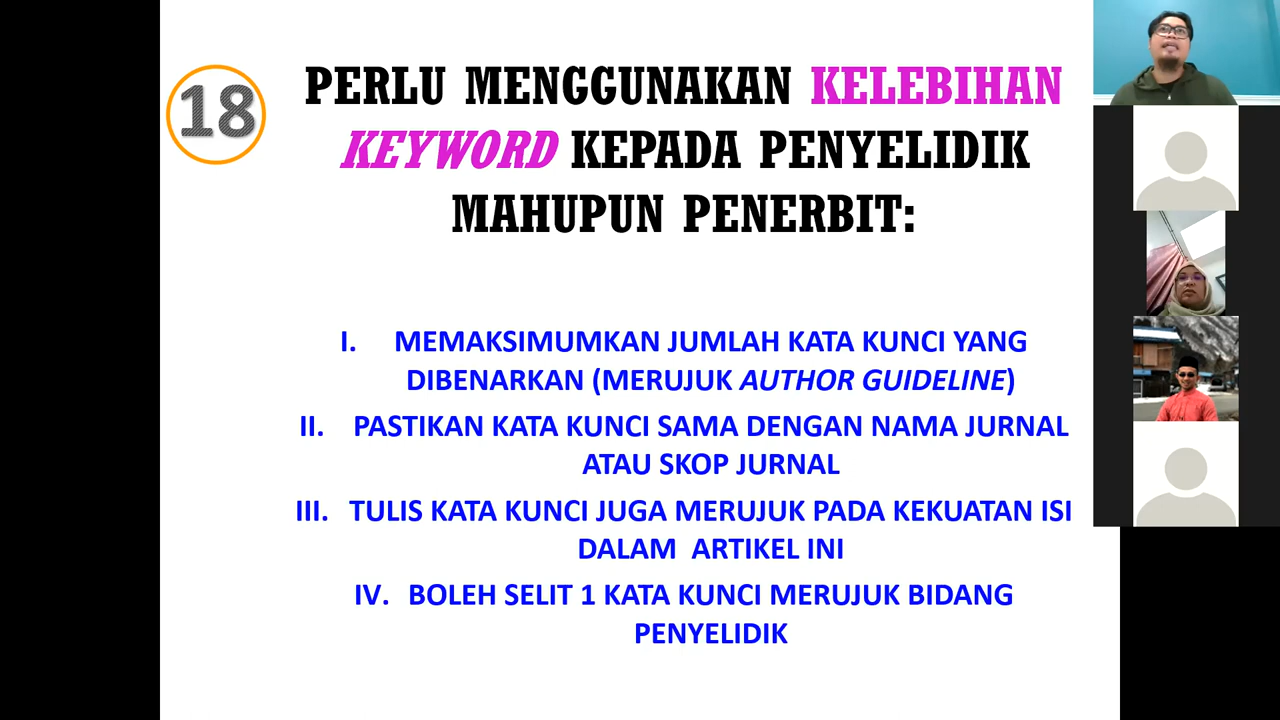 18
PERLU MENGGUNAKAN KELEBIHAN
KEYWORD KEPADA PENYELIDIK
MAHUPUN PENERBIT:
I. MEMAKSIMUMKAN JUMLAH KATA KUNCI YANG
DIBENARKAN (MERUJUK AUTHOR GUIDELINE)
II. PASTIKAN KATA KUNCI SAMA DENGAN NAMA JURNAL
ATAU SKOP JURNAL
III. TULIS KATA KUNCI JUGA MERUJUK PADA KEKUATAN ISI
DALAM ARTIKEL INI
IV. BOLEH SELIT 1 KATA KUNCI MERUJUK BIDANG
PENYELIDIK